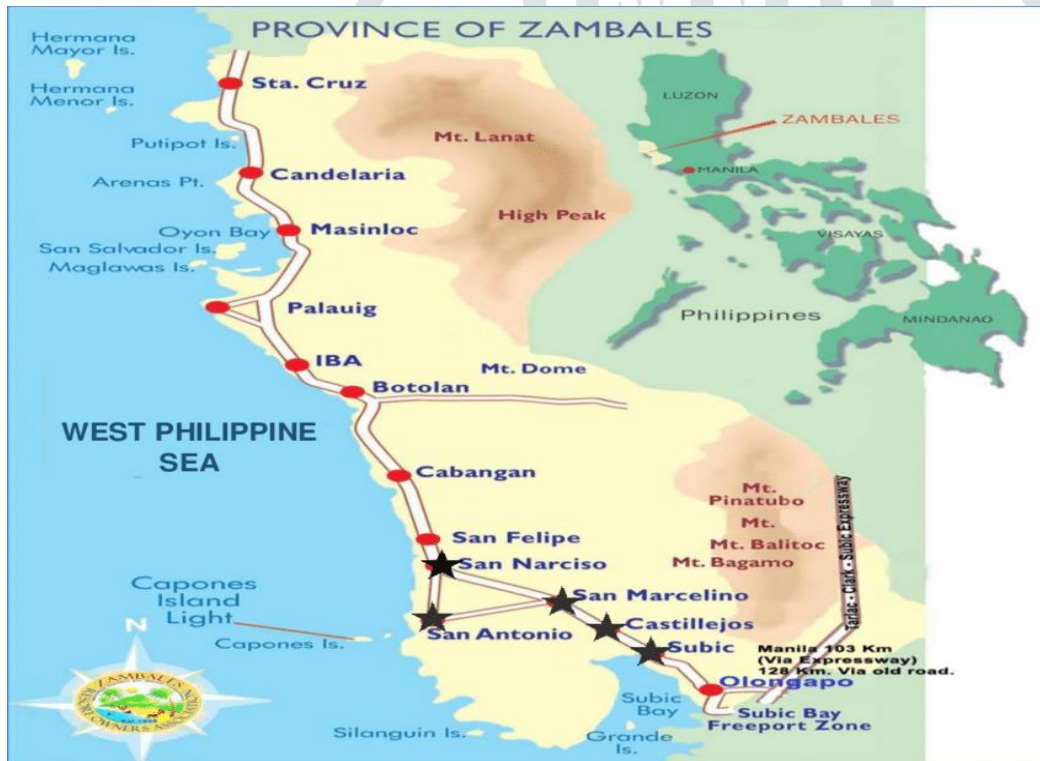 PROVINCE OF ZAMBALES
Hermana
Mayor Is.
Hermana
Menor Is.
Sta. Cruz
Mt. Lanat
LUZON
ZAMBALES
MANILA
Putipot Is.
Candelaria
Arenas Pt.
High Peak
Oyon Bay
Masinloc
San Salvador Is.
Maglawas Is.
VISAYAS
Palauig
Philippines
MINDANAO
IBA
Mt. Dome
Botolan
WEST PHILIPPINE
SEA
Cabangan
Mt.
Pinatubo
Mt.
Mt. Balitoc
Mt. Bagamo
Tarlac - Clark - Subic Expressway
San Felipe
San Narciso
Capones
Island
Light
San Marcelino
San Antonio
Castillejos
Capones Is.
Subic
Manila 103 Km
(Via Expressway)
128 Km. Via old road.
N
Olongapo
Subic
Bay
Subic Bay
Freeport Zone
Silanguin Is.
Grande
Is.
ZAMBALES
RESORT OWNERS